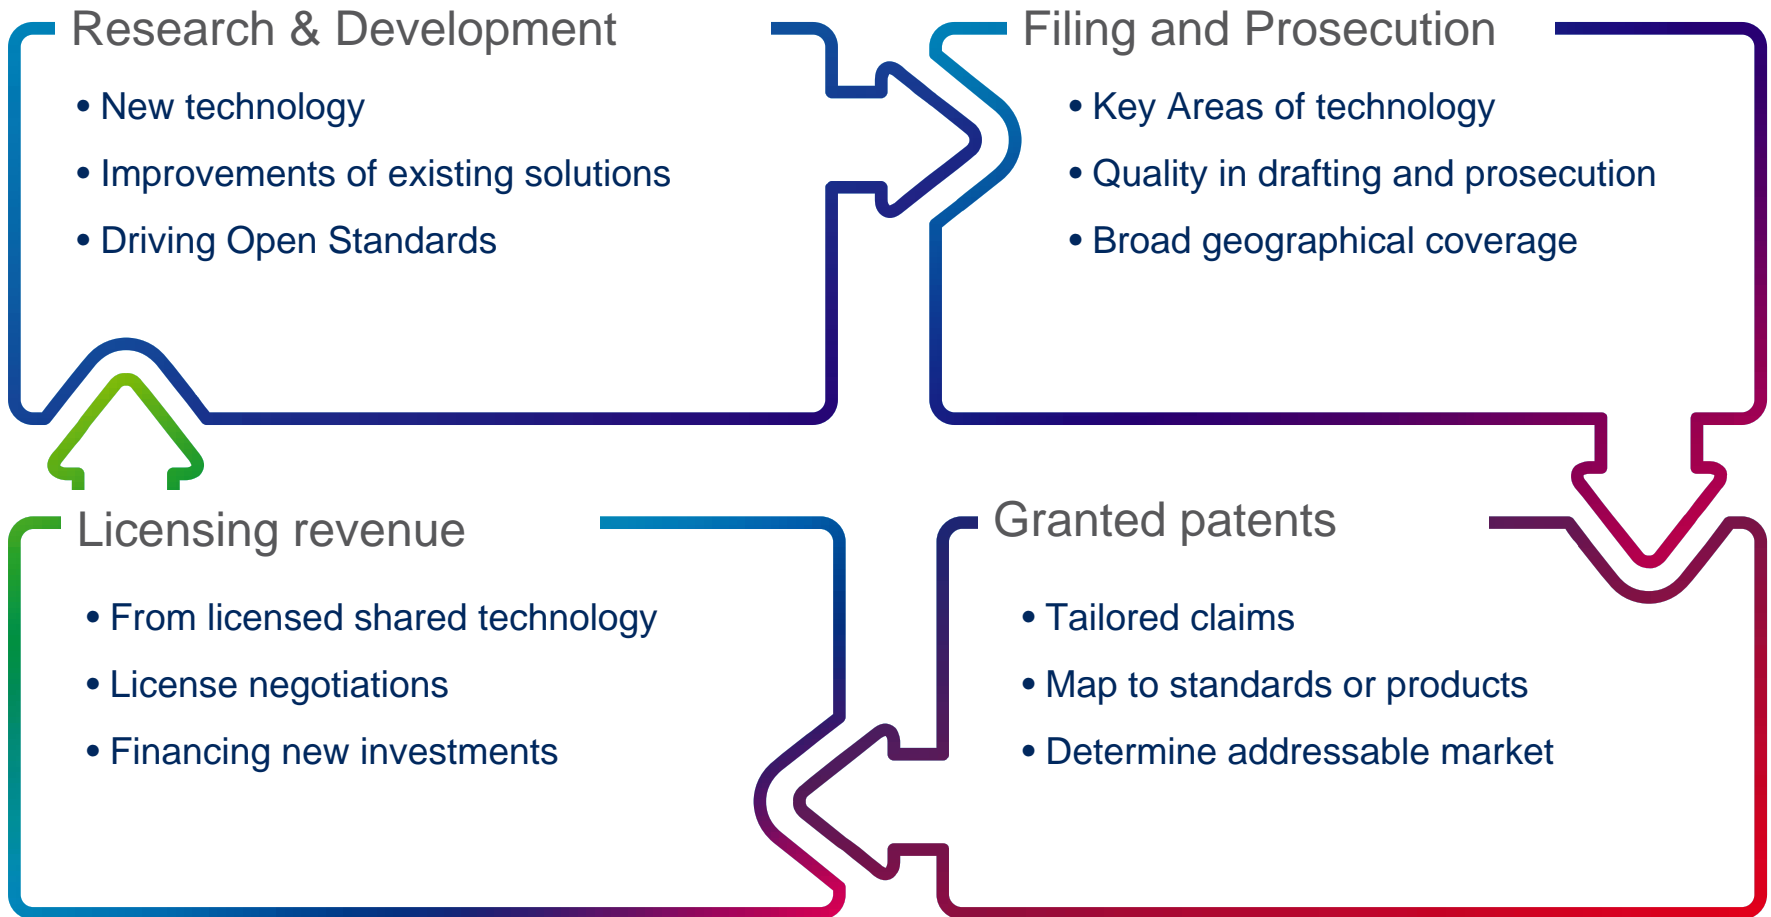 Research & Development
• New technology
• Improvements of existing solutions
• Driving Open Standards
Filing and Prosecution
• Key Areas of technology
• Quality in drafting and prosecution
• Broad geographical coverage
Licensing revenue
• From licensed shared technology
• License negotiations
• Financing new investments
Granted patents
• Tailored claims
• Map to standards or products
• Determine addressable market